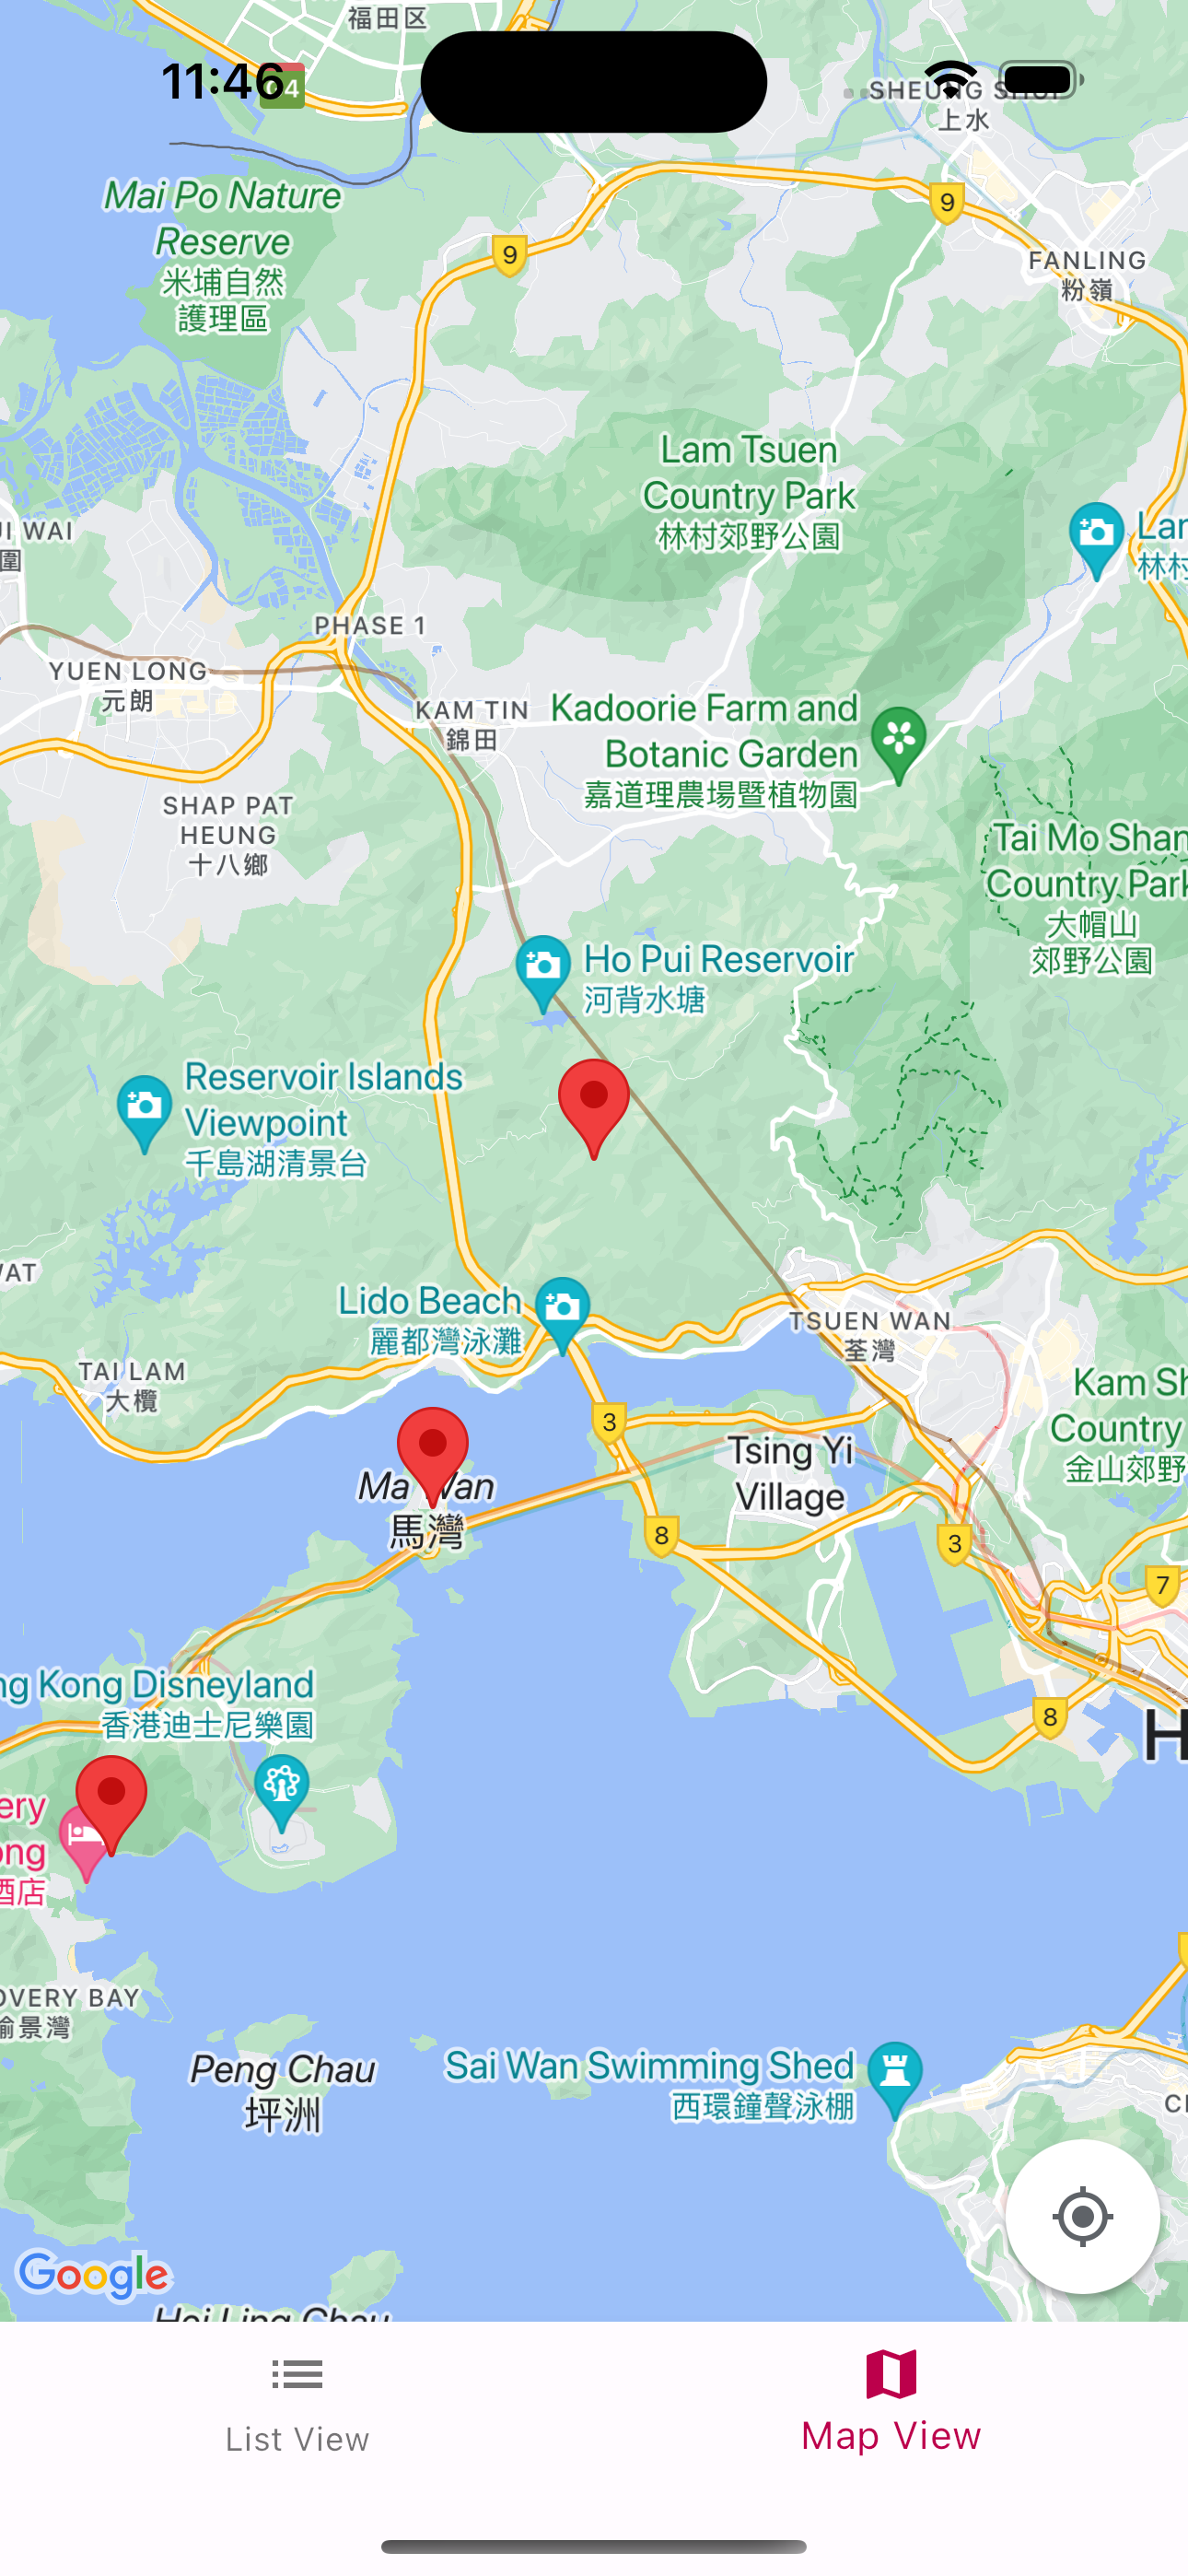 福田区
11:46
G4
SHEUNG SHUI
上水
Mai Po Nature
Reserve
米埔自然
護理區
9
9
FANLING
粉嶺
Lam Tsuen
Country Park
林村郊野公園
Lar
林村
UI WAI
圍
PHASE 1
YUEN LONG
元朗
KAM TIN
錦田
Kadoorie Farm and
Botanic Garden
嘉道理農場暨植物園
SHAP PAT
HEUNG
十八鄉
Tai Mo Shan
Country Park
大帽山
郊野公園
Ho Pui Reservoir
河背水塘
Reservoir Islands
Viewpoint
千島湖清景台
WAT
Lido Beach
麗都灣泳灘
TSUEN WAN
荃灣
TAI LAM
大欖
Kam Sh
Country
金山郊野
3
Tsing Yi
Village
Ma Wan
馬灣
8
3
7
ng Kong Disneyland
香港迪士尼樂園
8
H
ery
ong
酒店
OVERY BAY
愉景灣
Peng Chau
坪洲
Sai Wan Swimming Shed
西環鐘聲泳棚
Google
Hei Ling Chau
List View
Map View